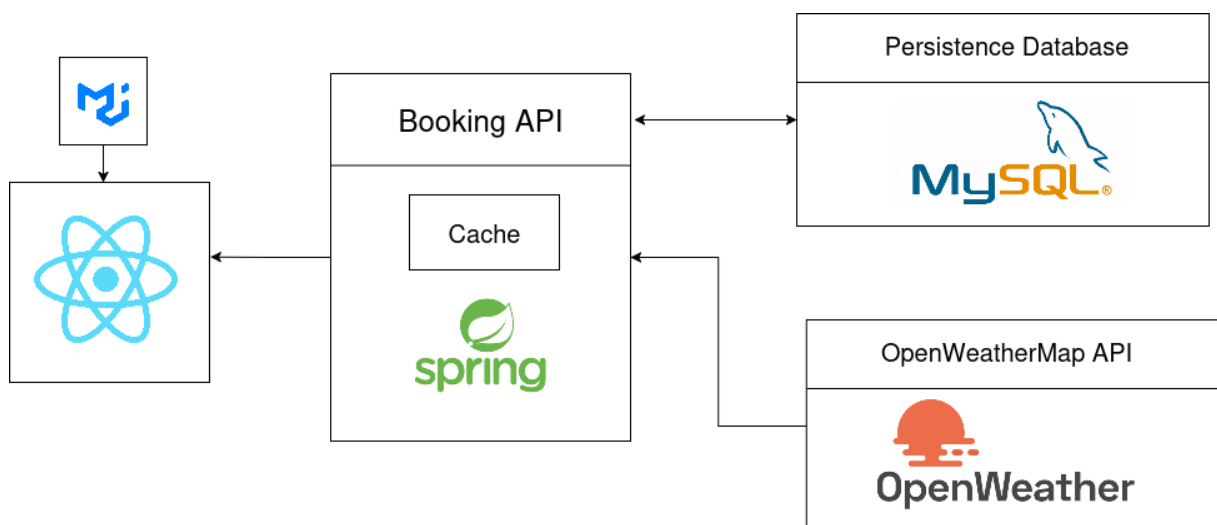 Persistence Database
MySQL®
Booking API
Cache
spring
OpenWeatherMap API
OpenWeather